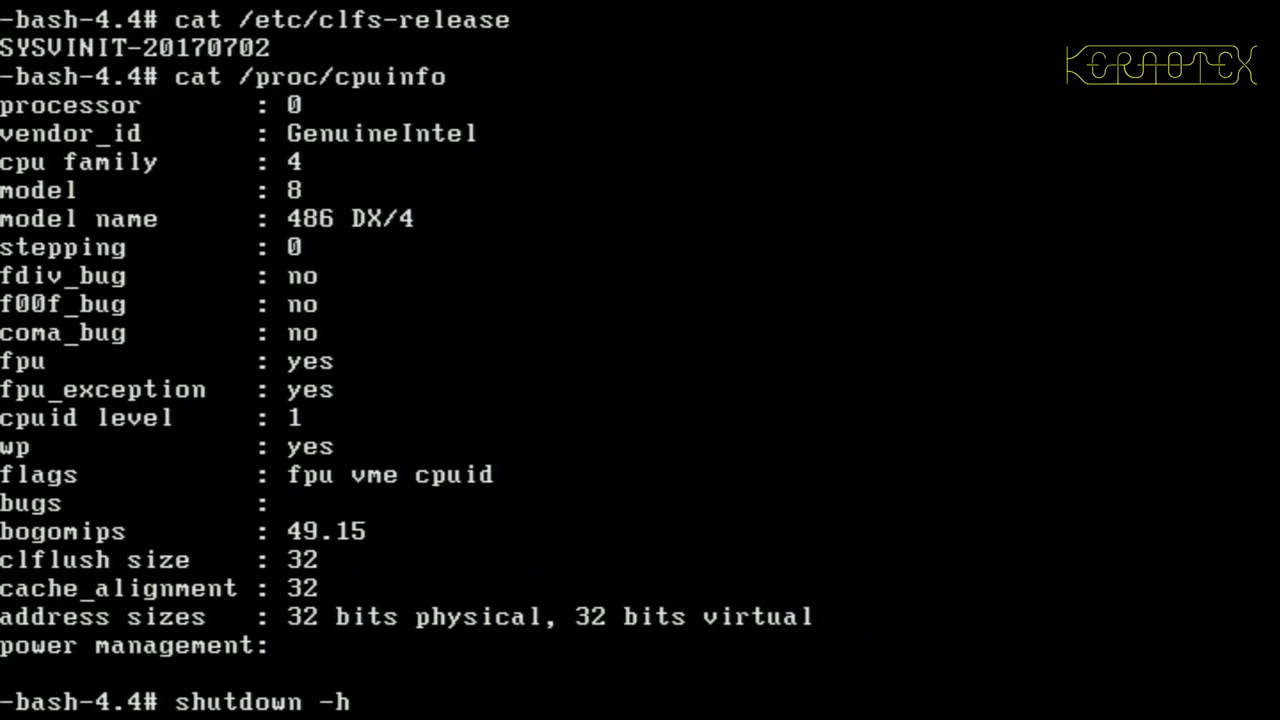 -bash-4.4# cat /etc/clfs-release
SYSVINIT-20170702
-bash-4.4# cat /proc/cpuinfo
processor : 0
vendor_id : GenuineIntel
cpu family : 4
model : 8
model name : 486 DX/4
stepping : 0
fdiv_bug : no
f00f_bug : no
coma_bug : no
fpu : yes
fpu_exception : yes
cpuid level : 1
wp : yes
flags : fpu vme cpuid
bugs :
bogomips : 49.15
clflush size : 32
cache_alignment : 32
address sizes : 32 bits physical, 32 bits virtual
power management:
-bash-4.4# shutdown -h
KERNOTEX